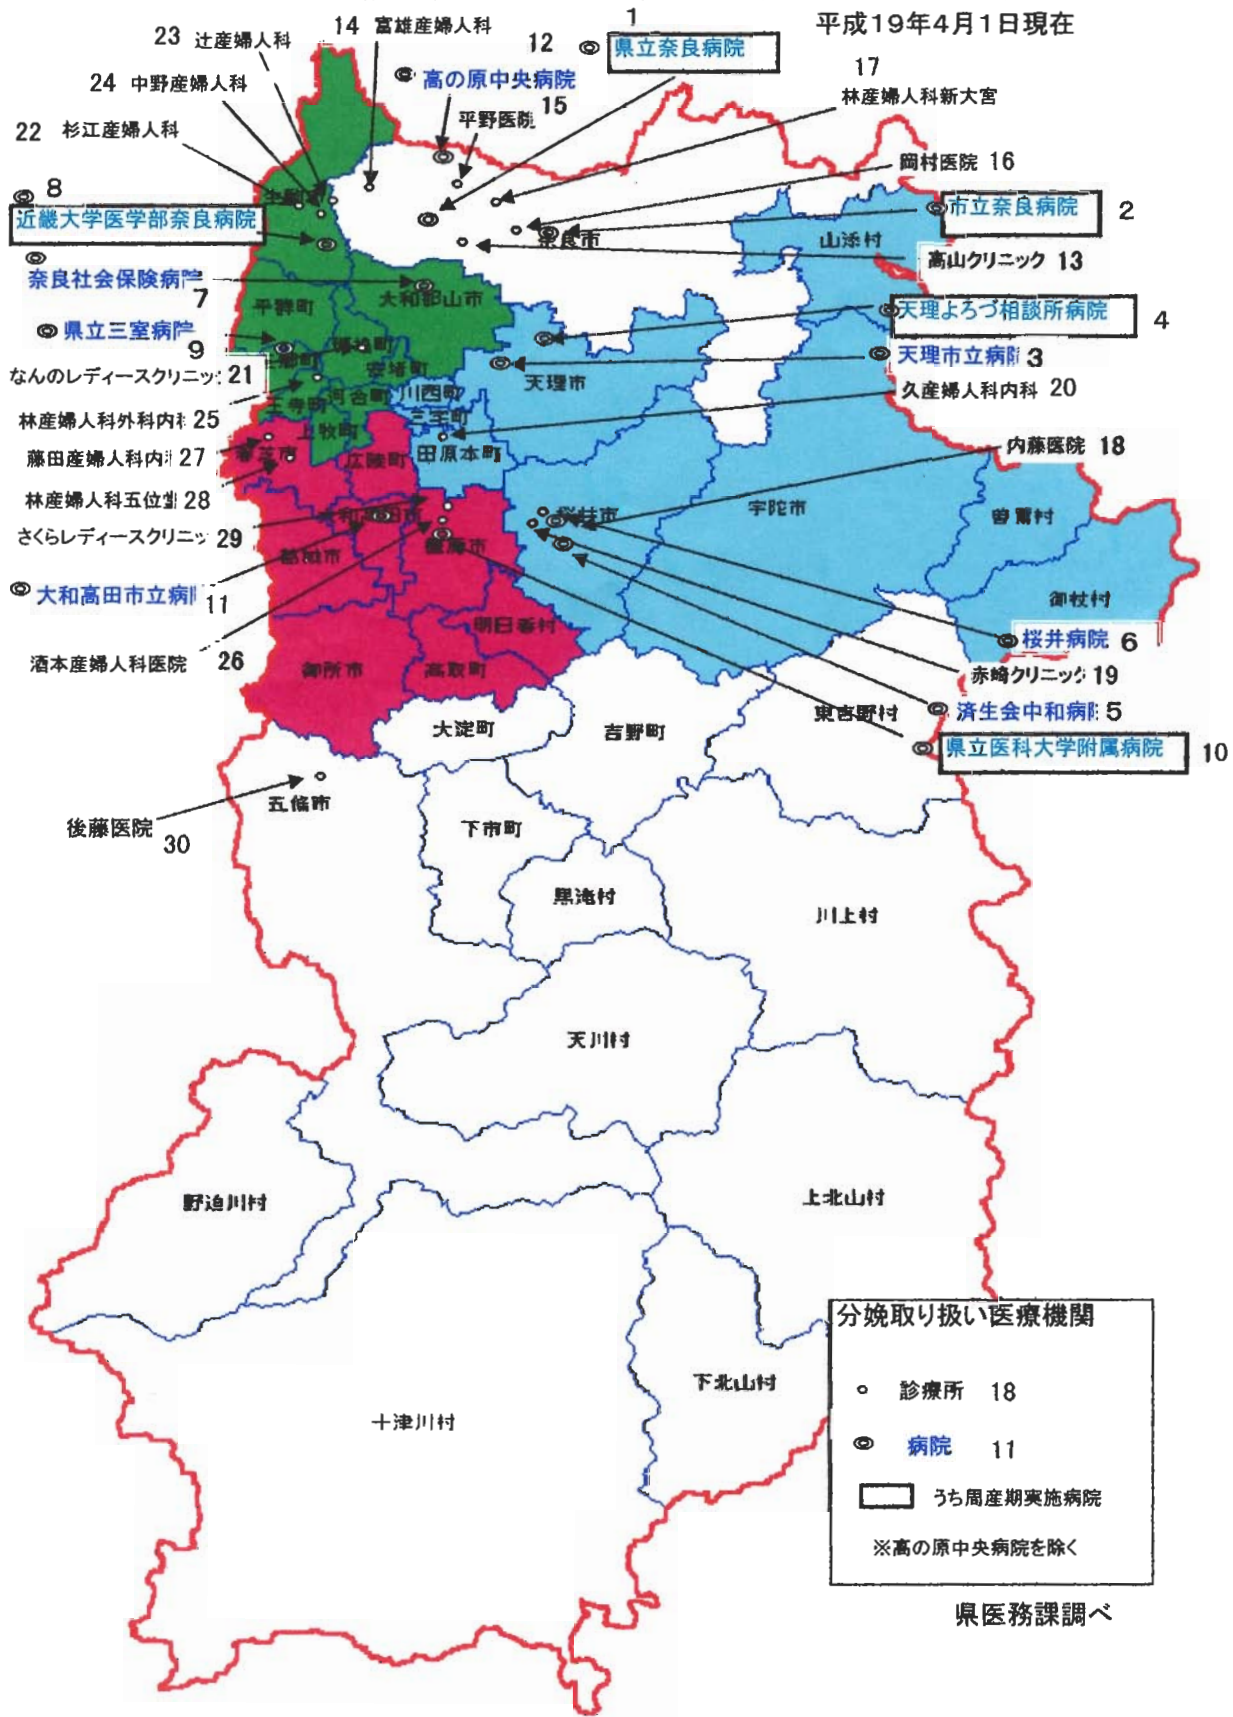 平成19年4月1日現在
1
県立奈良病院
14 富雄産婦人科
12
高の原中央病院
23 辻産婦人科
24 中野産婦人科
22 杉江産婦人科
平野医院 15
17
林産婦人科新大宮
岡村医院 16
8
近畿大学医学部奈良病院
市立奈良病院 2
高山クリニック 13
奈良社会保険病院
7
天理よろづ相談所病院 4
県立三室病院
9
天理市立病院 3
なんのレディースクリニック 21
久産婦人科内科 20
林産婦人科外科内科 25
内藤医院 18
藤田産婦人科内 27
林産婦人科五位堂 28
さくらレディースクリニッ 29
大和高田市立病院
11
桜井病院 6
酒本産婦人科医院 26
赤崎クリニック 19
済生会中和病院 5
県立医科大学附属病院 10
後藤医院
30
生駒
奈良市
山添村
平群町
大和郡山市
安堵町
天理市
河合町
川西町
三宅町
王寺町
上牧町
広陵町
田原本町
桜井市
宇陀市
曽爾村
御杖村
葛城市
橿原市
明日香村
御所市
高取町
大淀町
吉野町
東吉野村
五條市
下市町
黒滝村
川上村
天川村
野迫川村
上北山村
下北山村
十津川村
分娩取り扱い医療機関
診療所 18
病院 11
うち周産期実施病院
※高の原中央病院を除く
県医務課調べ